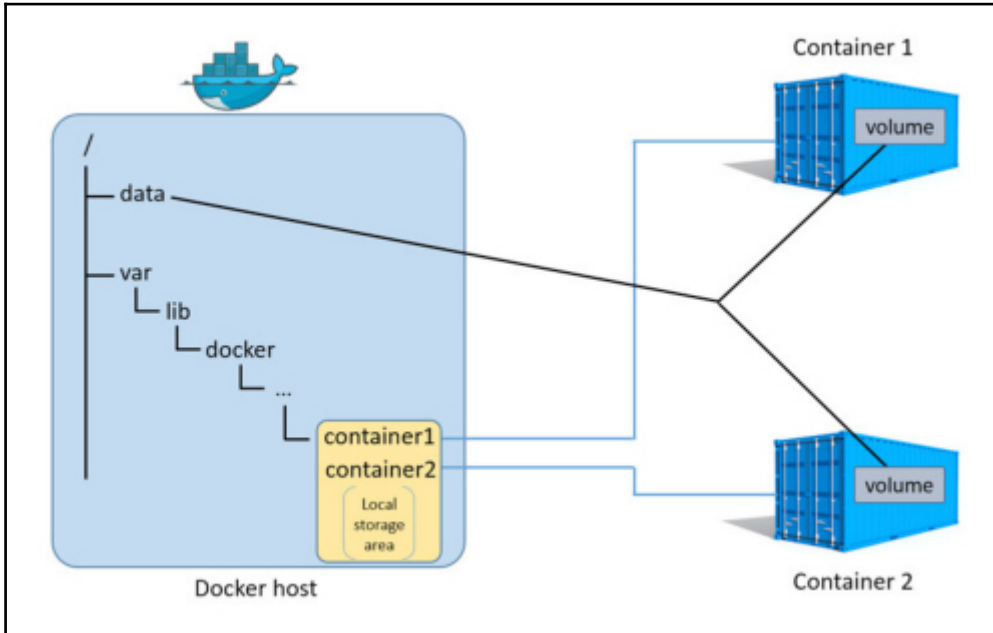 Container 1
volume
/
data
var
lib
docker
...
container1
container2
Local
storage
area
volume
Docker host
Container 2